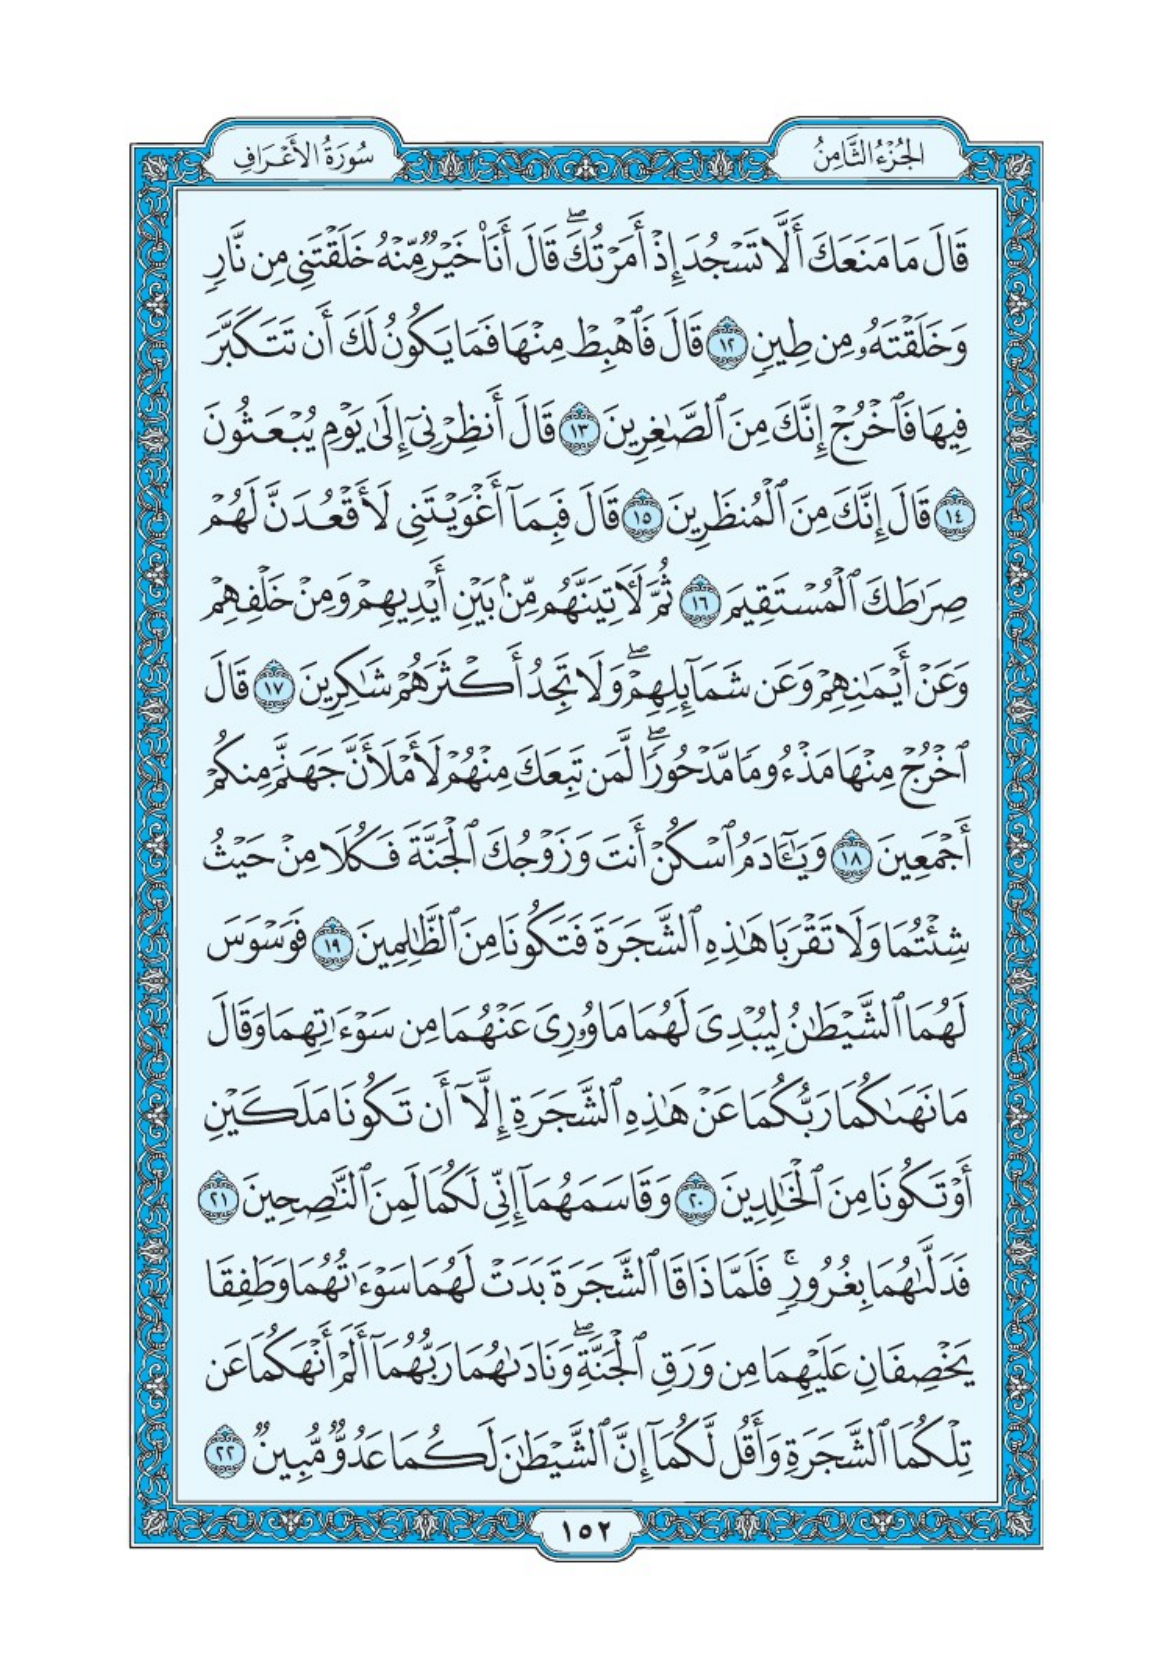 الجُزْءُ الثَّامِنُ
سُورَةُ الأَعْرَافِ
قَالَ مَا مَنَعَكَ أَلَّا تَسْجُدَ إِذْ أَمَرْتُكَۖ قَالَ أَنَا۠ خَيْرٌ مِّنْهُ خَلَقْتَنِي مِن نَّارٍ
وَخَلَقْتَهُۥ مِن طِينٍ ١٢ قَالَ فَٱهْبِطْ مِنْهَا فَمَا يَكُونُ لَكَ أَن تَتَكَبَّرَ
فِيهَا فَٱخْرُجْ إِنَّكَ مِنَ ٱلصَّٰغِرِينَ ١٣ قَالَ أَنظِرْنِىٓ إِلَىٰ يَوْمِ يُبْعَثُونَ
١٤ قَالَ إِنَّكَ مِنَ ٱلْمُنظَرِينَ ١٥ قَالَ فَبِمَآ أَغْوَيْتَنِى لَأَقْعُدَنَّ لَهُمْ
صِرَٰطَكَ ٱلْمُسْتَقِيمَ ١٦ ثُمَّ لَأَتِيَنَّهُم مِّنۢ بَيْنِ أَيْدِيهِمْ وَمِنْ خَلْفِهِمْ
وَعَنْ أَيْمَٰنِهِمْ وَعَن شَمَآئِلِهِمْۖ وَلَا تَجِدُ أَكْثَرَهُمْ شَٰكِرِينَ ١٧ قَالَ
ٱخْرُجْ مِنْهَا مَذْءُومًا مَّدْحُورًاۖ لَّمَن تَبِعَكَ مِنْهُمْ لَأَمْلَأَنَّ جَهَنَّمَ مِنكُمْ
أَجْمَعِينَ ١٨ وَيَٰٓـَٔادَمُ ٱسْكُنْ أَنتَ وَزَوْجُكَ ٱلْجَنَّةَ فَكُلَا مِنْ حَيْثُ
شِئْتُمَا وَلَا تَقْرَبَا هَٰذِهِ ٱلشَّجَرَةَ فَتَكُونَا مِنَ ٱلظَّٰلِمِينَ ١٩ فَوَسْوَسَ
لَهُمَا ٱلشَّيْطَٰنُ لِيُبْدِىَ لَهُمَا مَا وُۥرِىَ عَنْهُمَا مِن سَوْءَٰتِهِمَا وَقَالَ
مَا نَهَىٰكُمَا رَبُّكُمَا عَنْ هَٰذِهِ ٱلشَّجَرَةِ إِلَّآ أَن تَكُونَا مَلَكَيْنِ
أَوْ تَكُونَا مِنَ ٱلْخَٰلِدِينَ ٢٠ وَقَاسَمَهُمَآ إِنِّى لَكُمَا لَمِنَ ٱلنَّٰصِحِينَ ٢١
فَدَلَّىٰهُمَا بِغُرُورٍۚ فَلَمَّا ذَاقَا ٱلشَّجَرَةَ بَدَتْ لَهُمَا سَوْءَٰتُهُمَا وَطَفِقَا
يَخْصِفَانِ عَلَيْهِمَا مِن وَرَقِ ٱلْجَنَّةِۖ وَنَادَىٰهُمَا رَبُّهُمَآ أَلَمْ أَنْهَكُمَا عَن
تِلْكُمَا ٱلشَّجَرَةِ وَأَقُل لَّكُمَآ إِنَّ ٱلشَّيْطَٰنَ لَكُمَا عَدُوٌّ مُّبِينٌ ٢٢
١٥٢